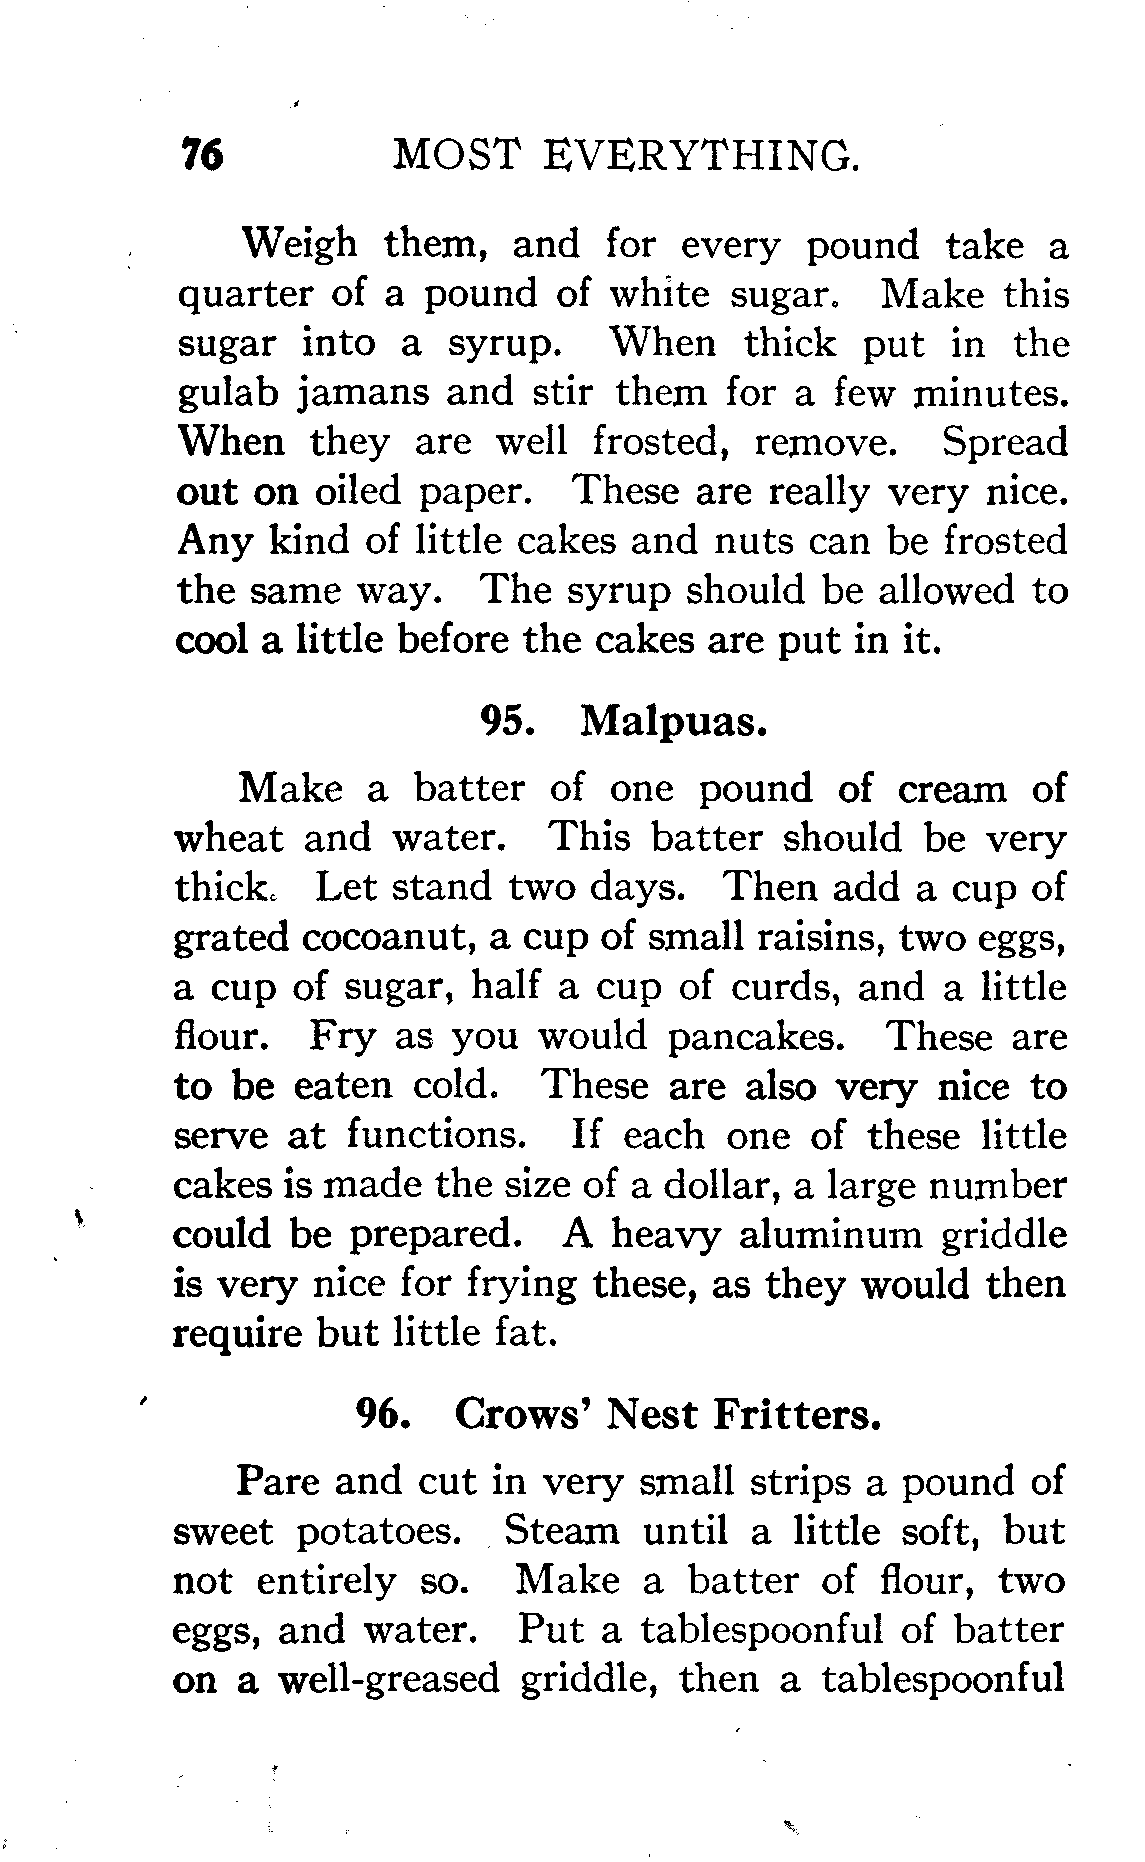 76 MOST EVERYTHING.
Weigh them, and for every pound take a
quarter of a pound of white sugar. Make this
sugar into a syrup. When thick put in the
gulab jamans and stir them for a few minutes.
When they are well frosted, remove. Spread
out on oiled paper. These are really very nice.
Any kind of little cakes and nuts can be frosted
the same way. The syrup should be allowed to
cool a little before the cakes are put in it.
95. Malpuas.
Make a batter of one pound of cream of
wheat and water. This batter should be very
thick. Let stand two days. Then add a cup of
grated cocoanut, a cup of small raisins, two eggs,
a cup of sugar, half a cup of curds, and a little
flour. Fry as you would pancakes. These are
to be eaten cold. These are also very nice to
serve at functions. If each one of these little
cakes is made the size of a dollar, a large number
could be prepared. A heavy aluminum griddle
is very nice for frying these, as they would then
require but little fat.
96. Crows' Nest Fritters.
Pare and cut in very small strips a pound of
sweet potatoes. Steam until a little soft, but
not entirely so. Make a batter of flour, two
eggs, and water. Put a tablespoonful of batter
on a well-greased griddle, then a tablespoonful